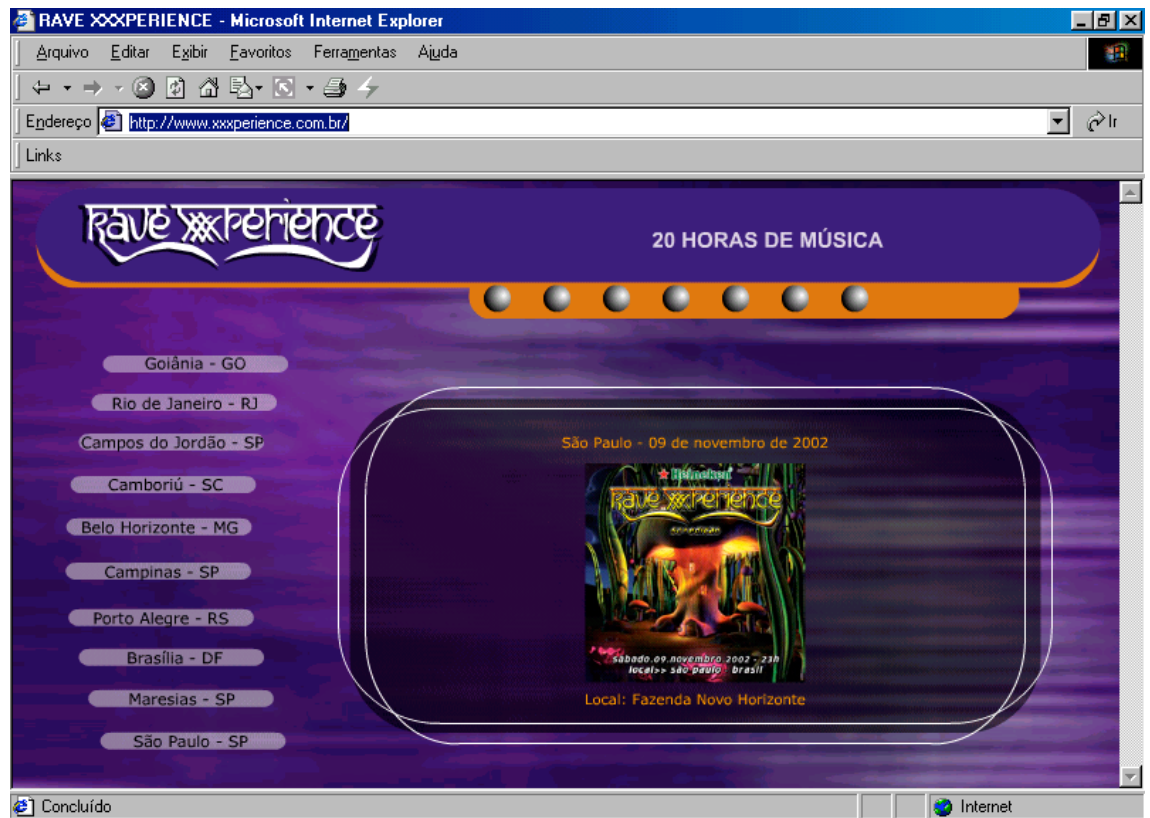 RAVE XXXPERIENCE - Microsoft Internet Explorer
Arquivo Editar Exibir Favoritos Ferramentas Ajuda
Endereço http://www.xxxperience.com.br/ Ir
Links
Rave xxxperience
20 HORAS DE MÚSICA
Goiânia - GO
Rio de Janeiro - RJ
Campos do Jordão - SP
Camboriú - SC
Belo Horizonte - MG
Campinas - SP
Porto Alegre - RS
Brasília - DF
Maresias - SP
São Paulo - SP
São Paulo - 09 de novembro de 2002
Heineken
Rave xxxperience
sábado.09.novembro 2002 - 23h
local>> são paulo brasil
Local: Fazenda Novo Horizonte
Concluído
Internet